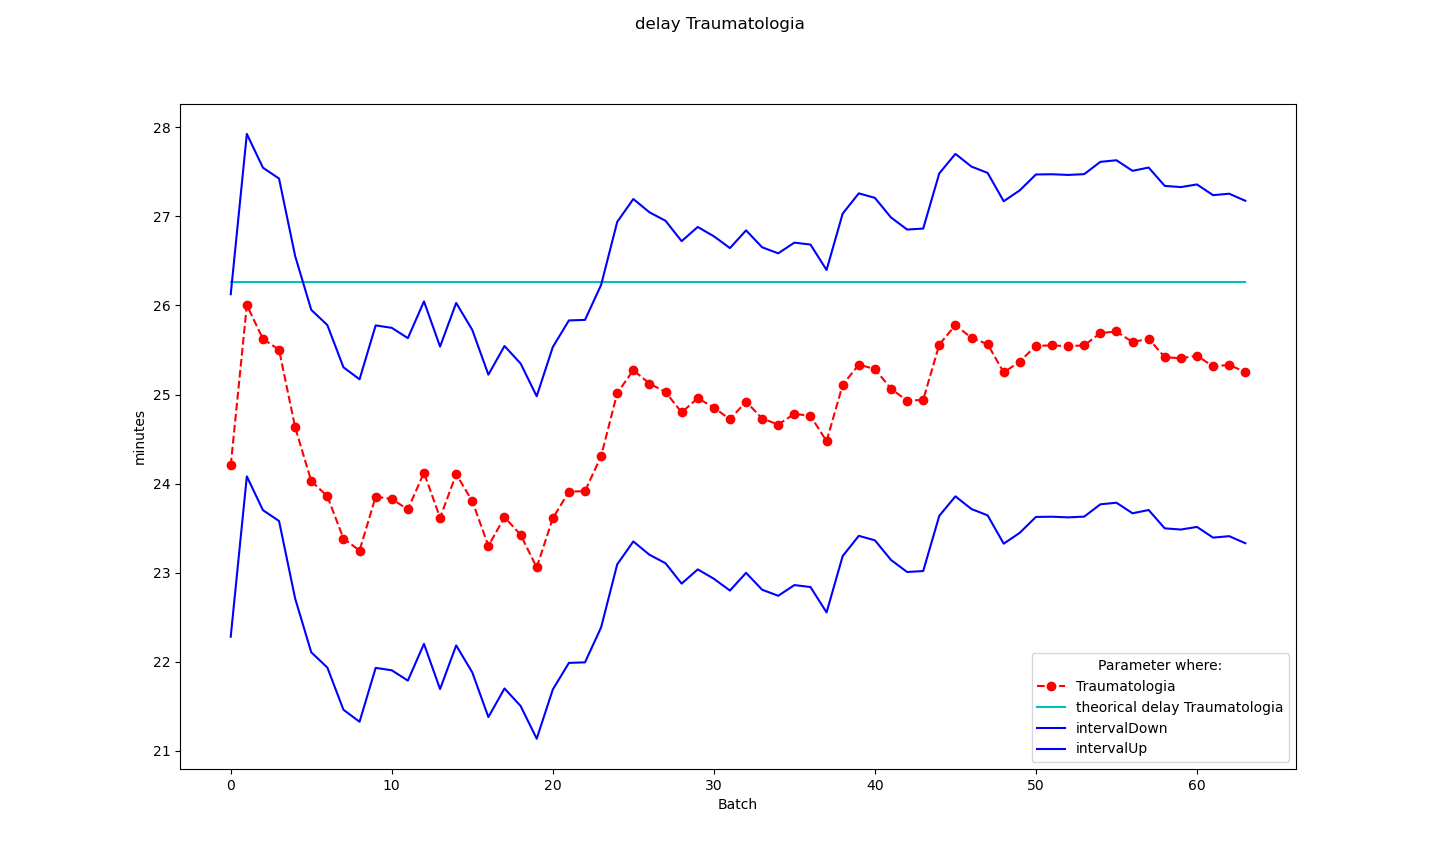 delay Traumatologia
28
27
26
25
24
23
22
21
minutes
0 10 20 30 40 50 60
Batch
Parameter where:
Traumatologia
theorical delay Traumatologia
intervalDown
intervalUp